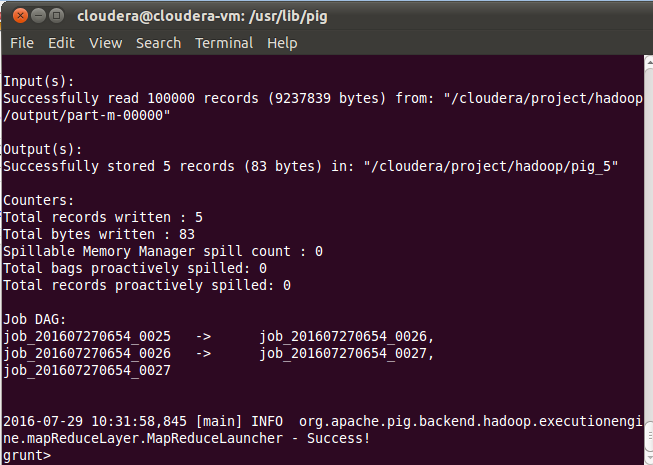 cloudera@cloudera-vm: /usr/lib/pig
File Edit View Search Terminal Help
Input(s):
Successfully read 100000 records (9237839 bytes) from: "/cloudera/project/hadoop
/output/part-m-00000"
Output(s):
Successfully stored 5 records (83 bytes) in: "/cloudera/project/hadoop/pig_5"
Counters:
Total records written : 5
Total bytes written : 83
Spillable Memory Manager spill count : 0
Total bags proactively spilled: 0
Total records proactively spilled: 0
Job DAG:
job_201607270654_0025   ->      job_201607270654_0026,
job_201607270654_0026   ->      job_201607270654_0027,
job_201607270654_0027
2016-07-29 10:31:58,845 [main] INFO  org.apache.pig.backend.hadoop.executionengi
ne.mapReduceLayer.MapReduceLauncher - Success!
grunt>